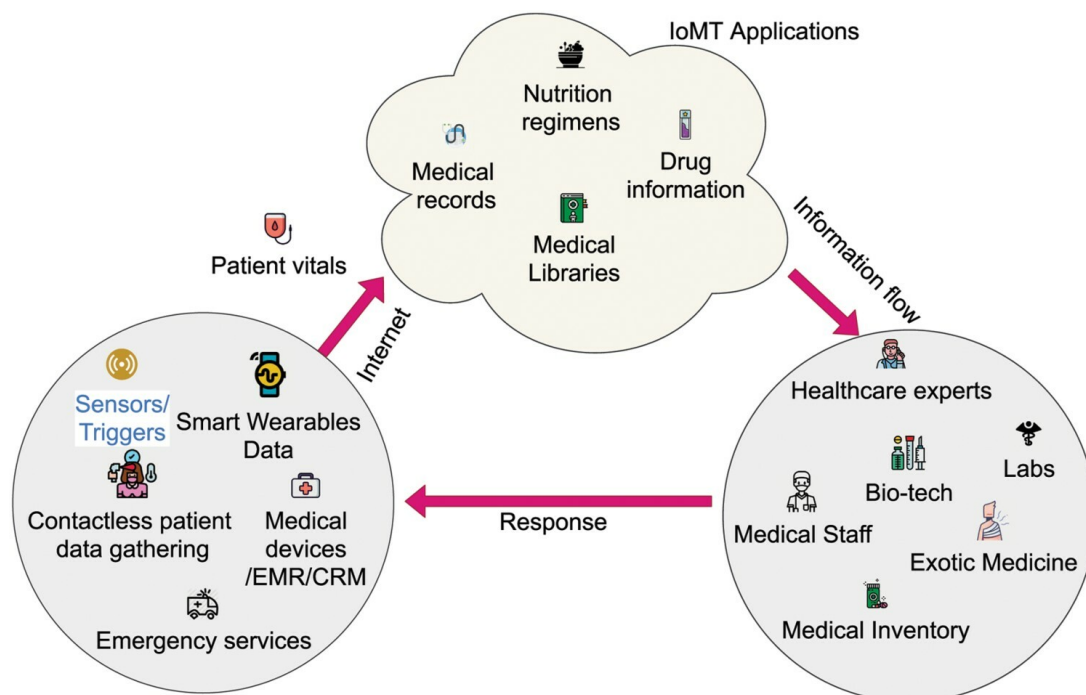 IoMT Applications
Nutrition
regimens
Medical
records
Drug
information
Medical
Libraries
Patient vitals
Internet
Information flow
Sensors/
Triggers
Smart Wearables
Data
Contactless patient
data gathering
Medical
devices
/EMR/CRM
Emergency services
Response
Healthcare experts
Labs
Bio-tech
Medical Staff
Exotic Medicine
Medical Inventory